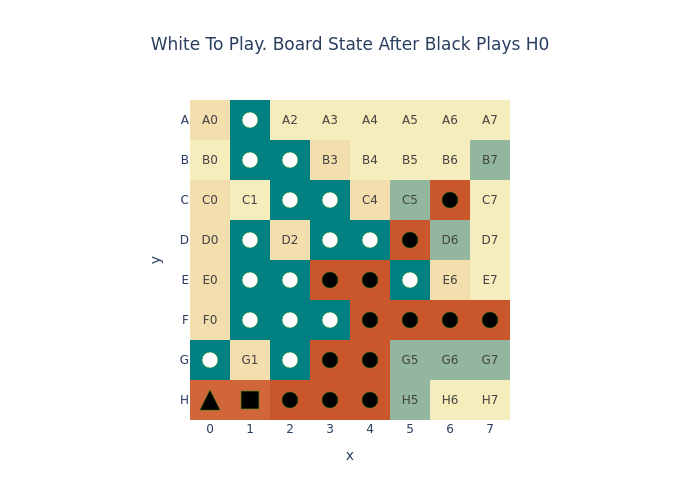 White To Play. Board State After Black Plays H0
A A0 A2 A3 A4 A5 A6 A7
B B0 B3 B4 B5 B6 B7
C C0 C1 C4 C5 C7
D D0 D2 D6 D7
E E0 E6 E7
F F0
G G1 G5 G6 G7
H H5 H6 H7
0 1 2 3 4 5 6 7
x
y